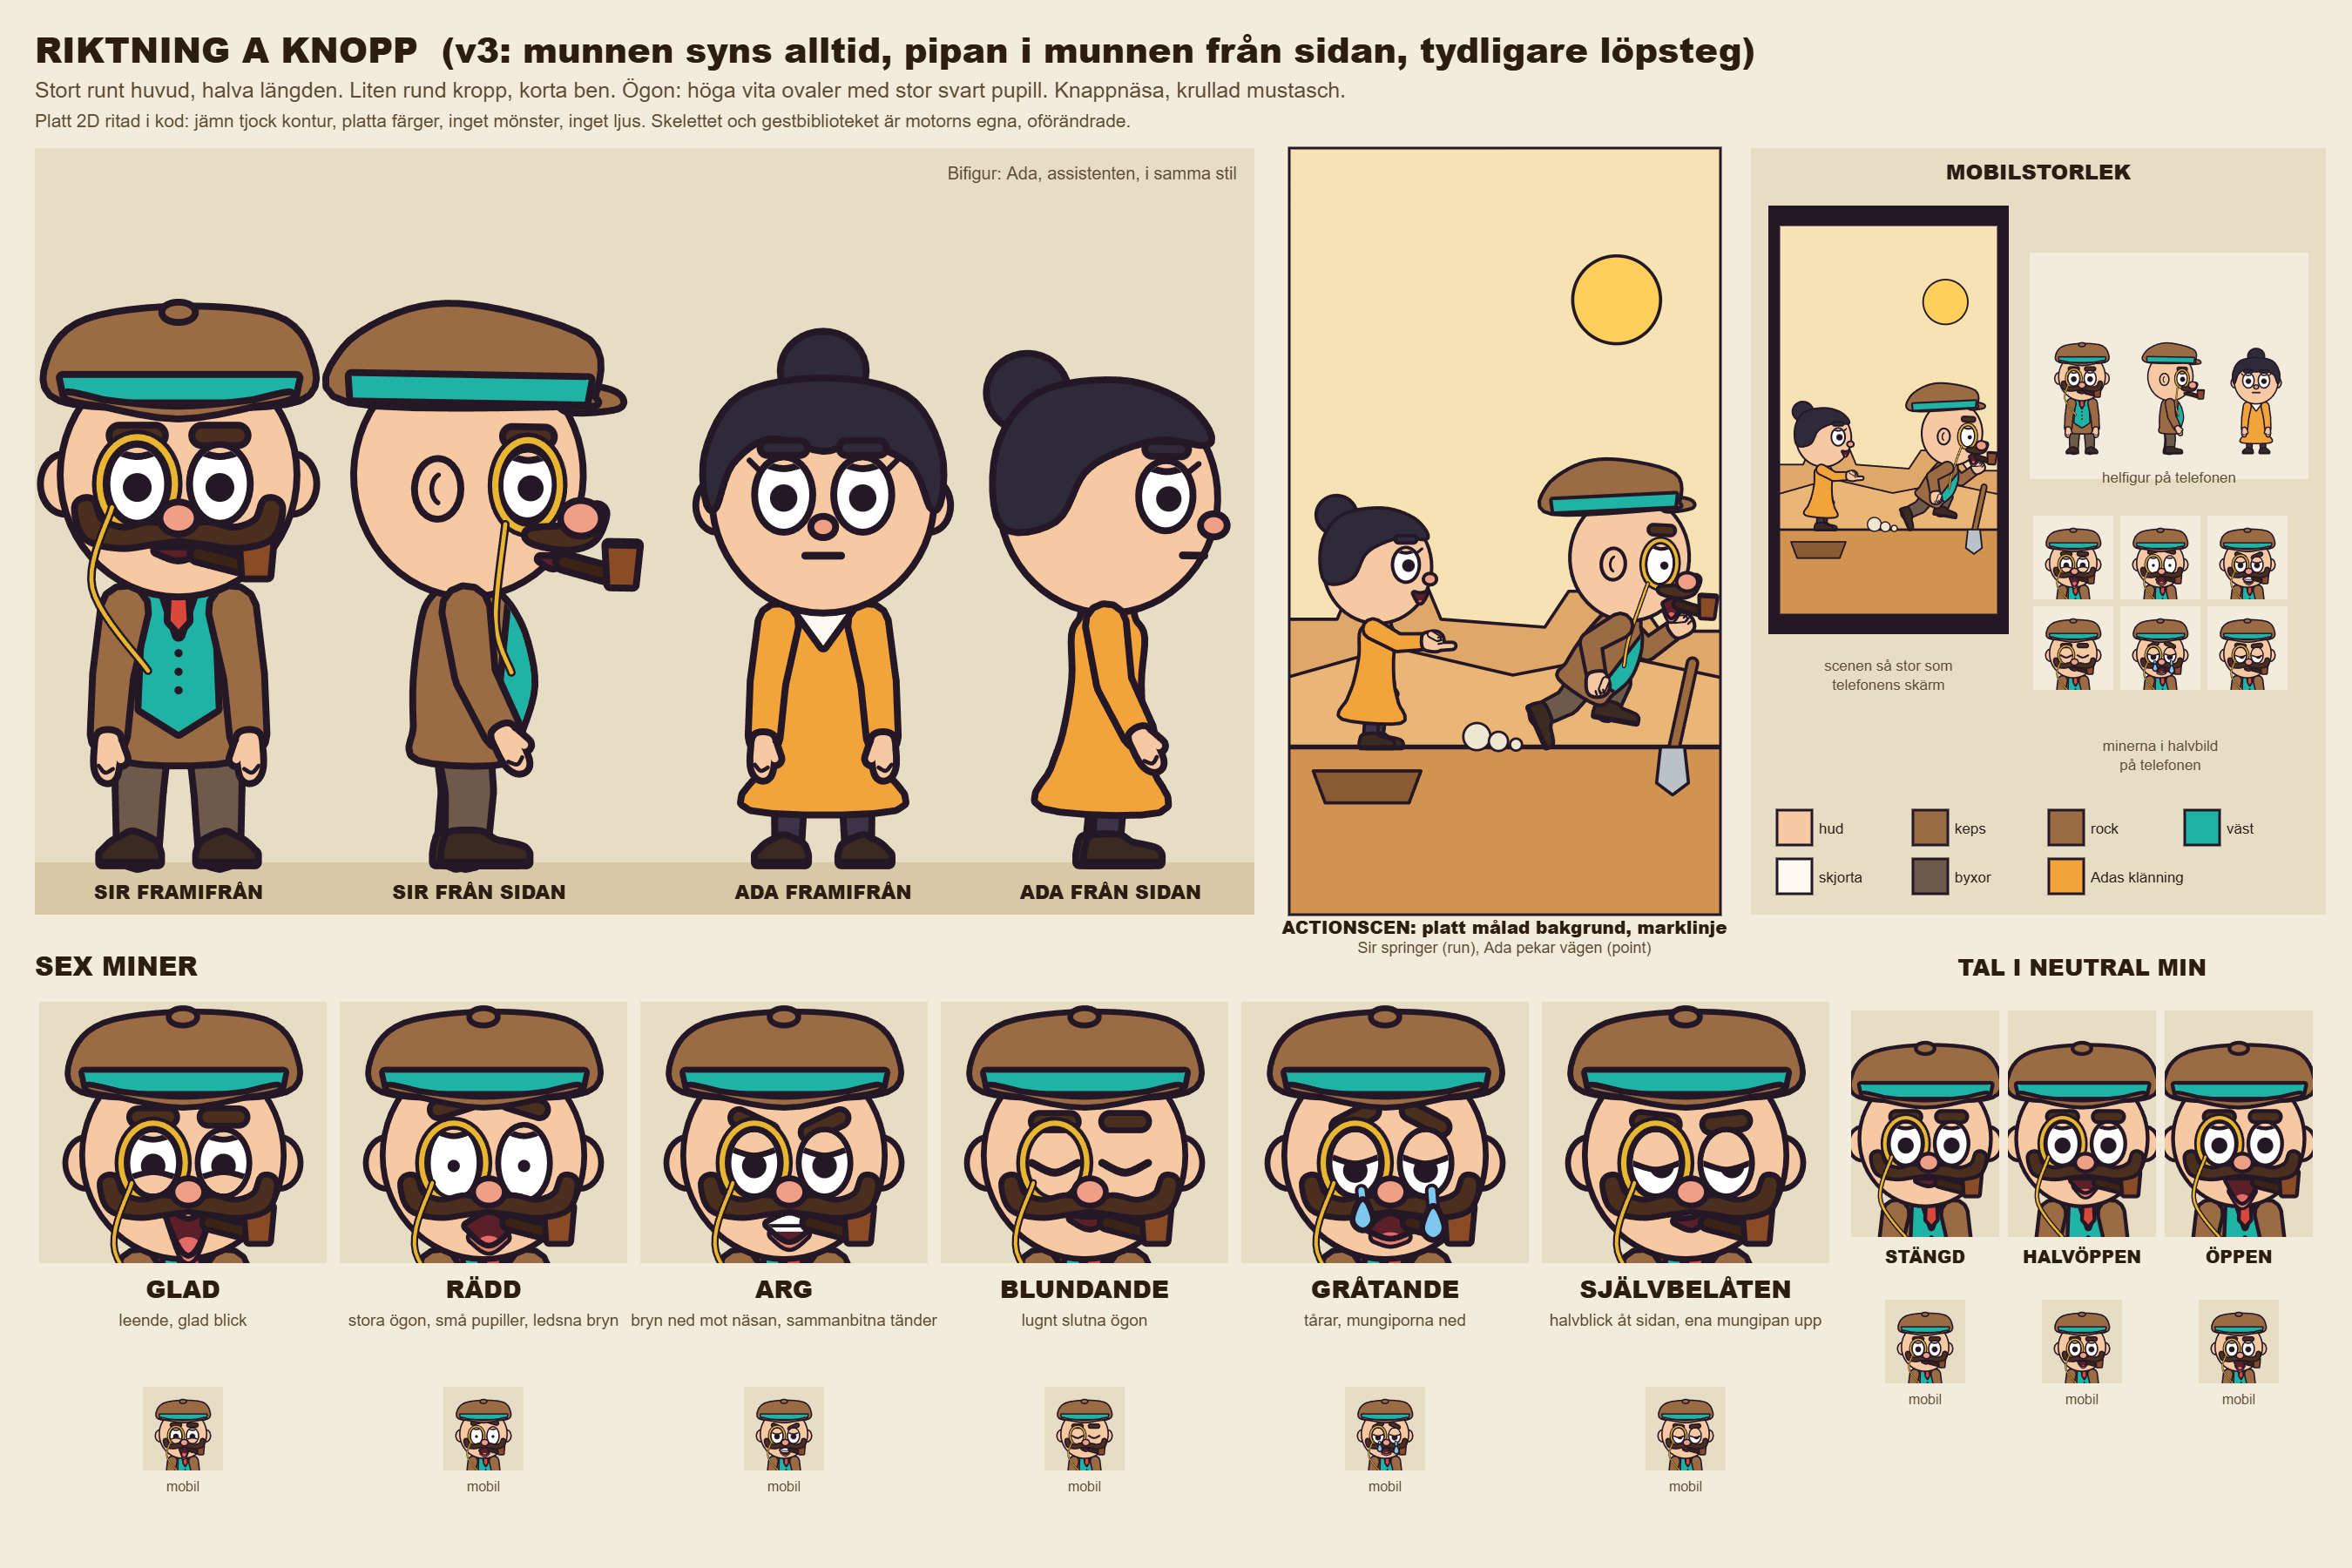 RIKTNING A KNOPP (v3: munnen syns alltid, pipan i munnen från sidan, tydligare löpsteg)
Stort runt huvud, halva längden. Liten rund kropp, korta ben. Ögon: höga vita ovaler med stor svart pupill. Knappnäsa, krullad mustasch.
Platt 2D ritad i kod: jämn tjock kontur, platta färger, inget mönster, inget ljus. Skelettet och gestbiblioteket är motorns egna, oförändrade.
Bifigur: Ada, assistenten, i samma stil
SIR FRAMIFRÅN
SIR FRÅN SIDAN
ADA FRAMIFRÅN
ADA FRÅN SIDAN
ACTIONSCEN: platt målad bakgrund, marklinje
Sir springer (run), Ada pekar vägen (point)
MOBILSTORLEK
helfigur på telefonen
scenen så stor som
telefonens skärm
minerna i halvbild
på telefonen
hud
keps
rock
väst
skjorta
byxor
Adas klänning
SEX MINER
GLAD
leende, glad blick
mobil
RÄDD
stora ögon, små pupiller, ledsna bryn
mobil
ARG
bryn ned mot näsan, sammanbitna tänder
mobil
BLUNDANDE
lugnt slutna ögon
mobil
GRÅTANDE
tårar, mungiporna ned
mobil
SJÄLVBELÅTEN
halvblick åt sidan, ena mungipan upp
mobil
TAL I NEUTRAL MIN
STÄNGD
mobil
HALVÖPPEN
mobil
ÖPPEN
mobil